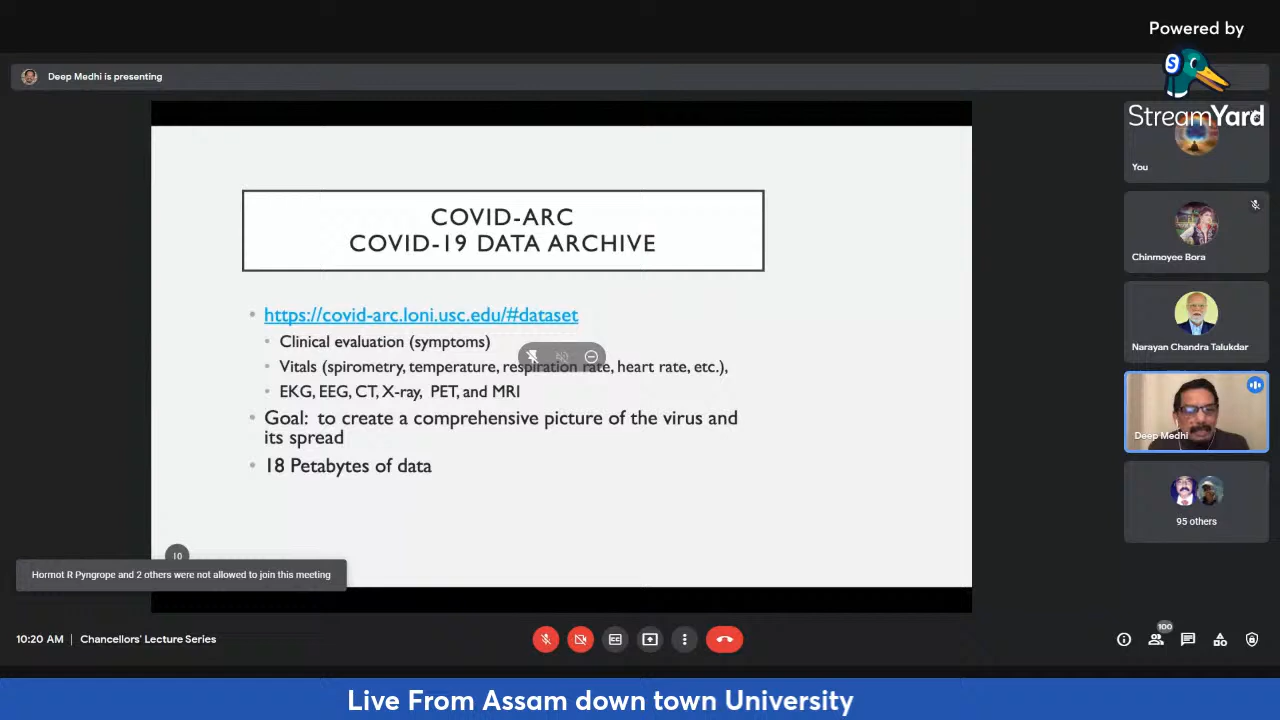 Powered by
StreamYard
Deep Medhi is presenting
COVID-ARC
COVID-19 DATA ARCHIVE
• https://covid-arc.loni.usc.edu/#dataset
• Clinical evaluation (symptoms)
• Vitals (spirometry, temperature, respiration rate, heart rate, etc.),
• EKG, EEG, CT, X-ray, PET, and MRI
• Goal: to create a comprehensive picture of the virus and
its spread
• 18 Petabytes of data
10
You
Chinmoyee Bora
Narayan Chandra Talukdar
Deep Medhi
95 others
Hormot R Pyngrope and 2 others were not allowed to join this meeting
10:20 AM | Chancellors' Lecture Series
100
Live From Assam down town University